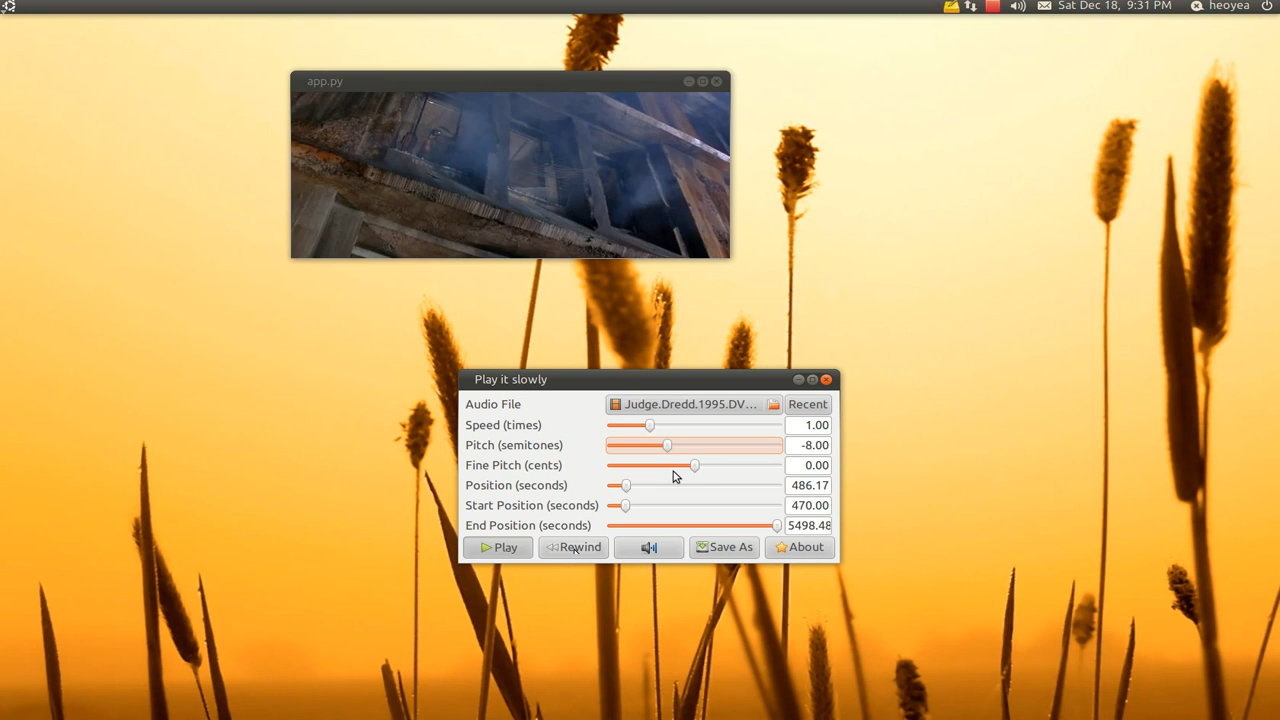 Sat Dec 18, 9:31 PM heoyea
app.py
Play it slowly
Audio File Judge.Dredd.1995.DV... Recent
Speed (times) 1.00
Pitch (semitones) -8.00
Fine Pitch (cents) 0.00
Position (seconds) 486.17
Start Position (seconds) 470.00
End Position (seconds) 5498.48
Play Rewind Save As About